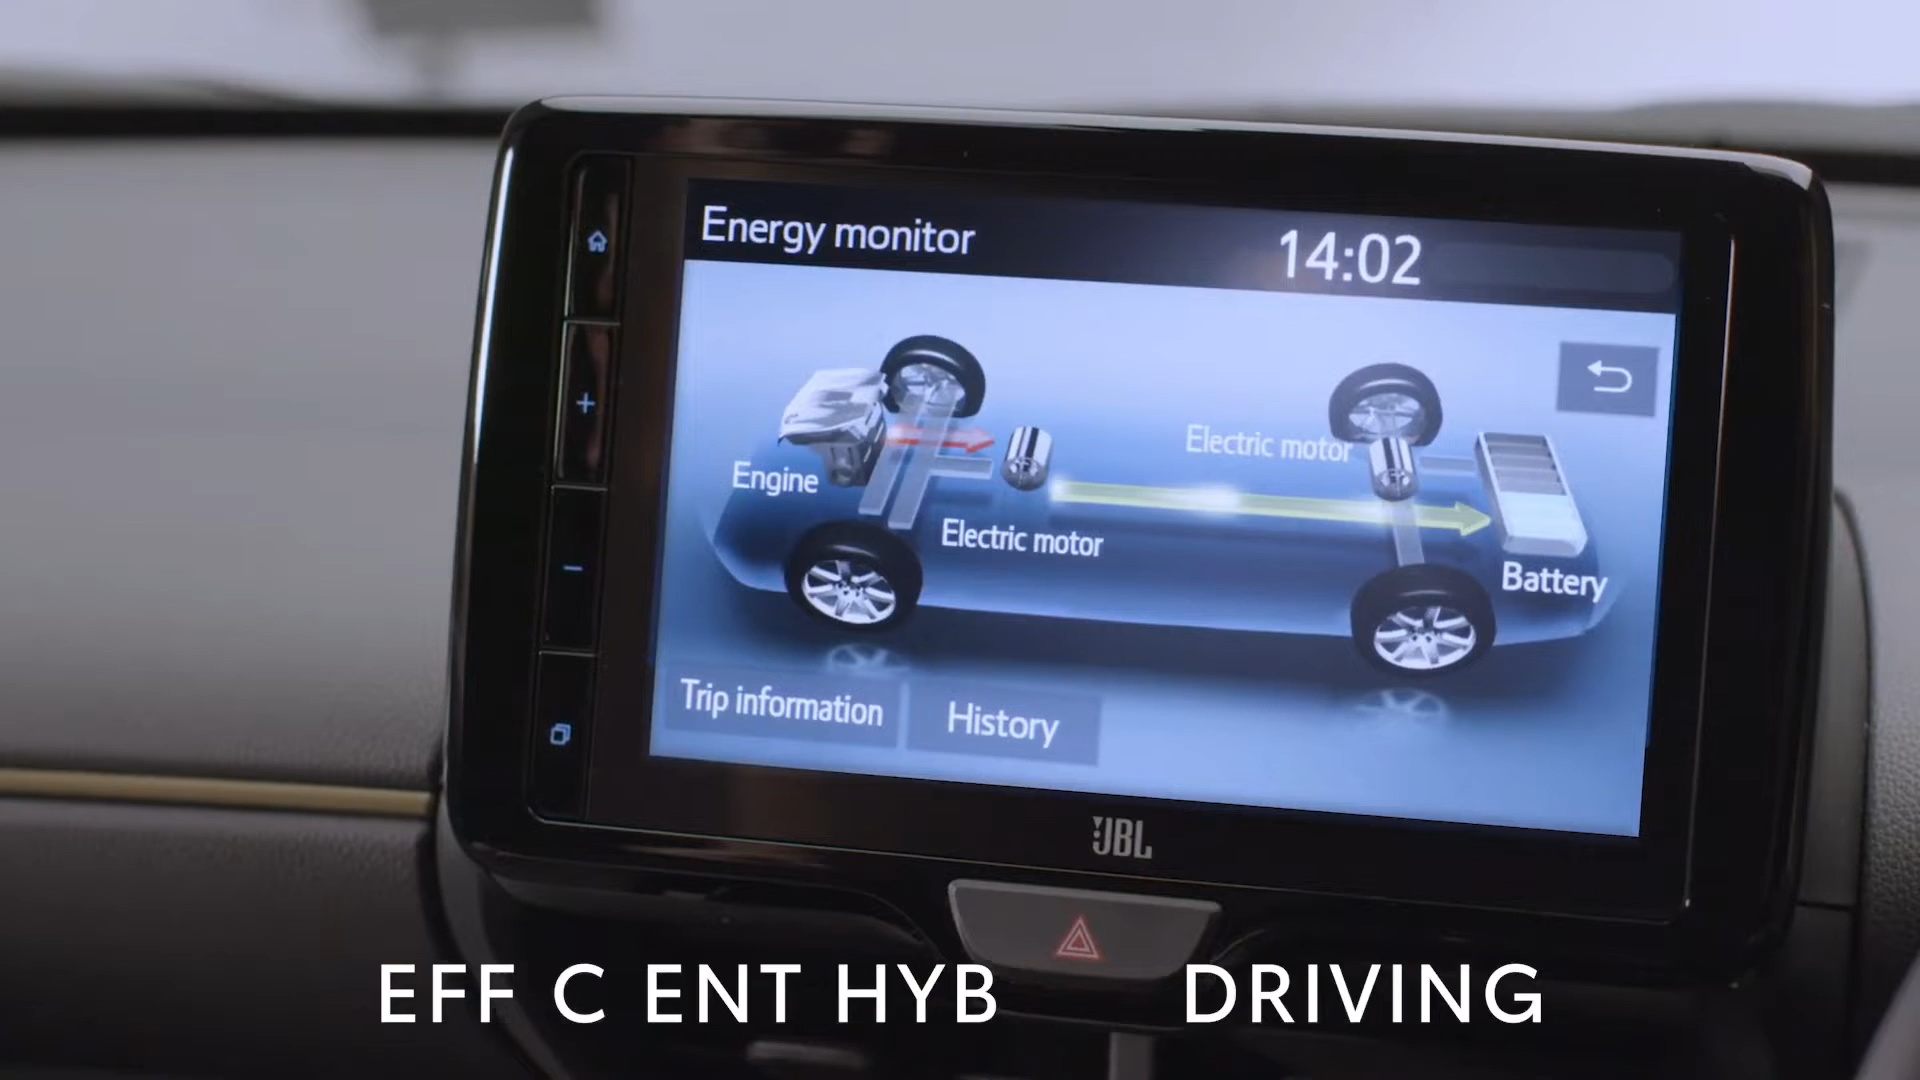 Energy monitor
14:02
Electric motor
Engine
Electric motor
Battery
Trip information
History
JBL
EFF C ENT HYB DRIVING